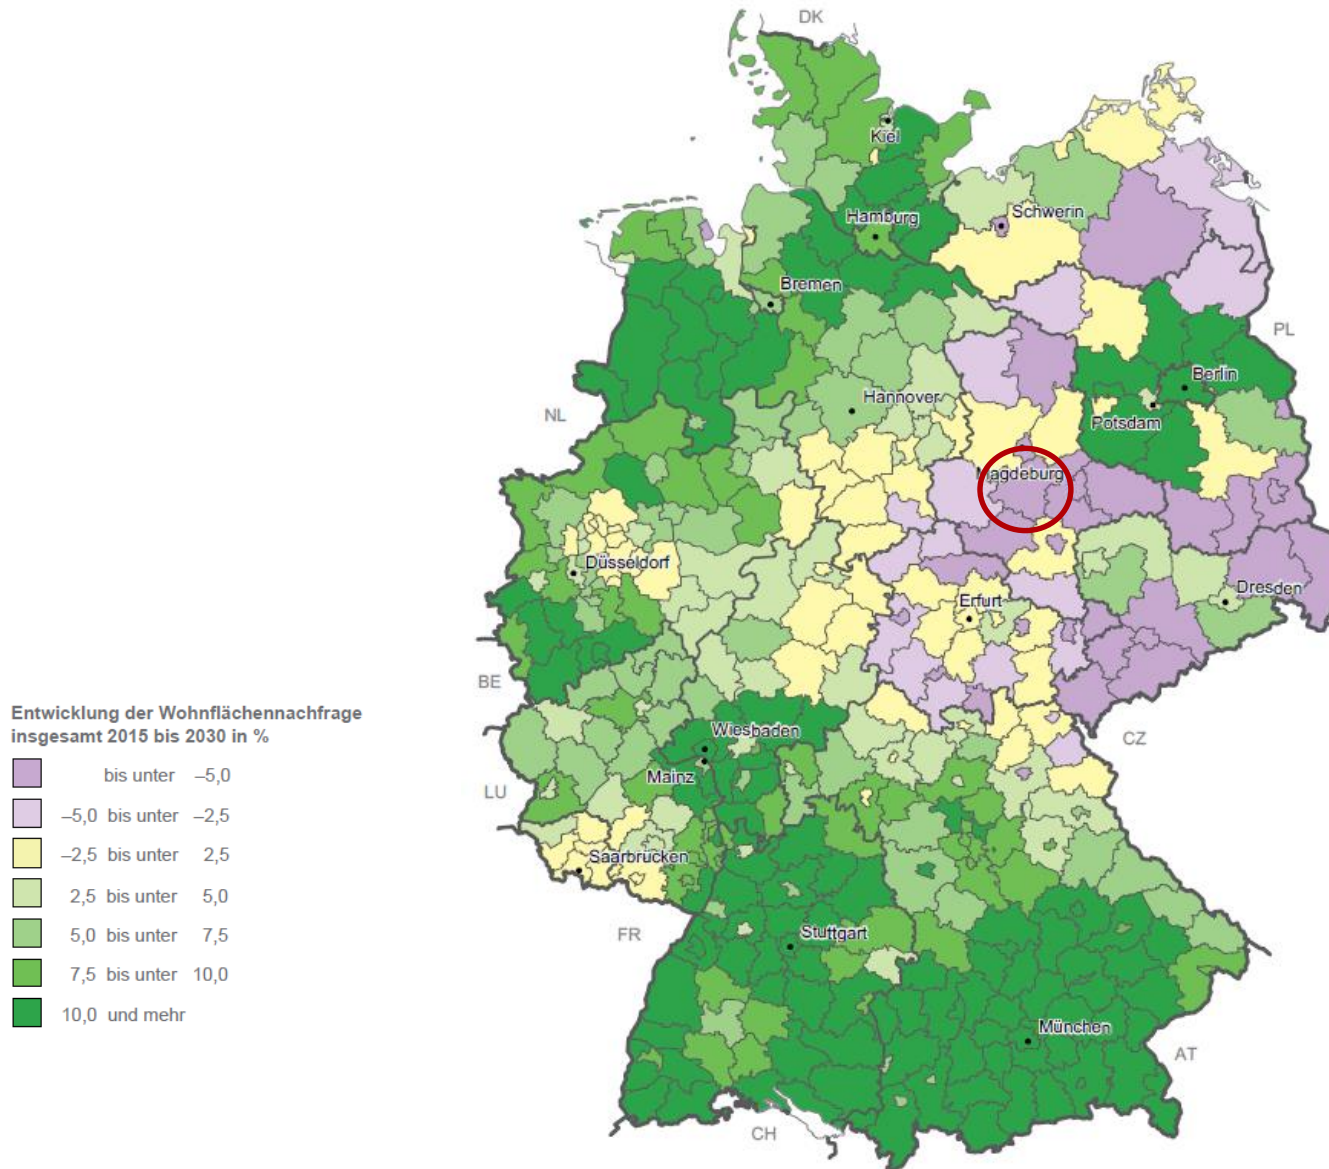 DK
Kiel
Schwerin
Hamburg
Bremen
PL
Berlin
Hannover
NL
Potsdam
Magdeburg
Düsseldorf
Dresden
Erfurt
BE
Entwicklung der Wohnflächennachfrage
insgesamt 2015 bis 2030 in %
Wiesbaden
CZ
bis unter –5,0
Mainz
LU
–5,0 bis unter –2,5
–2,5 bis unter 2,5
Saarbrücken
2,5 bis unter 5,0
5,0 bis unter 7,5
FR
Stuttgart
7,5 bis unter 10,0
10,0 und mehr
München
AT
CH